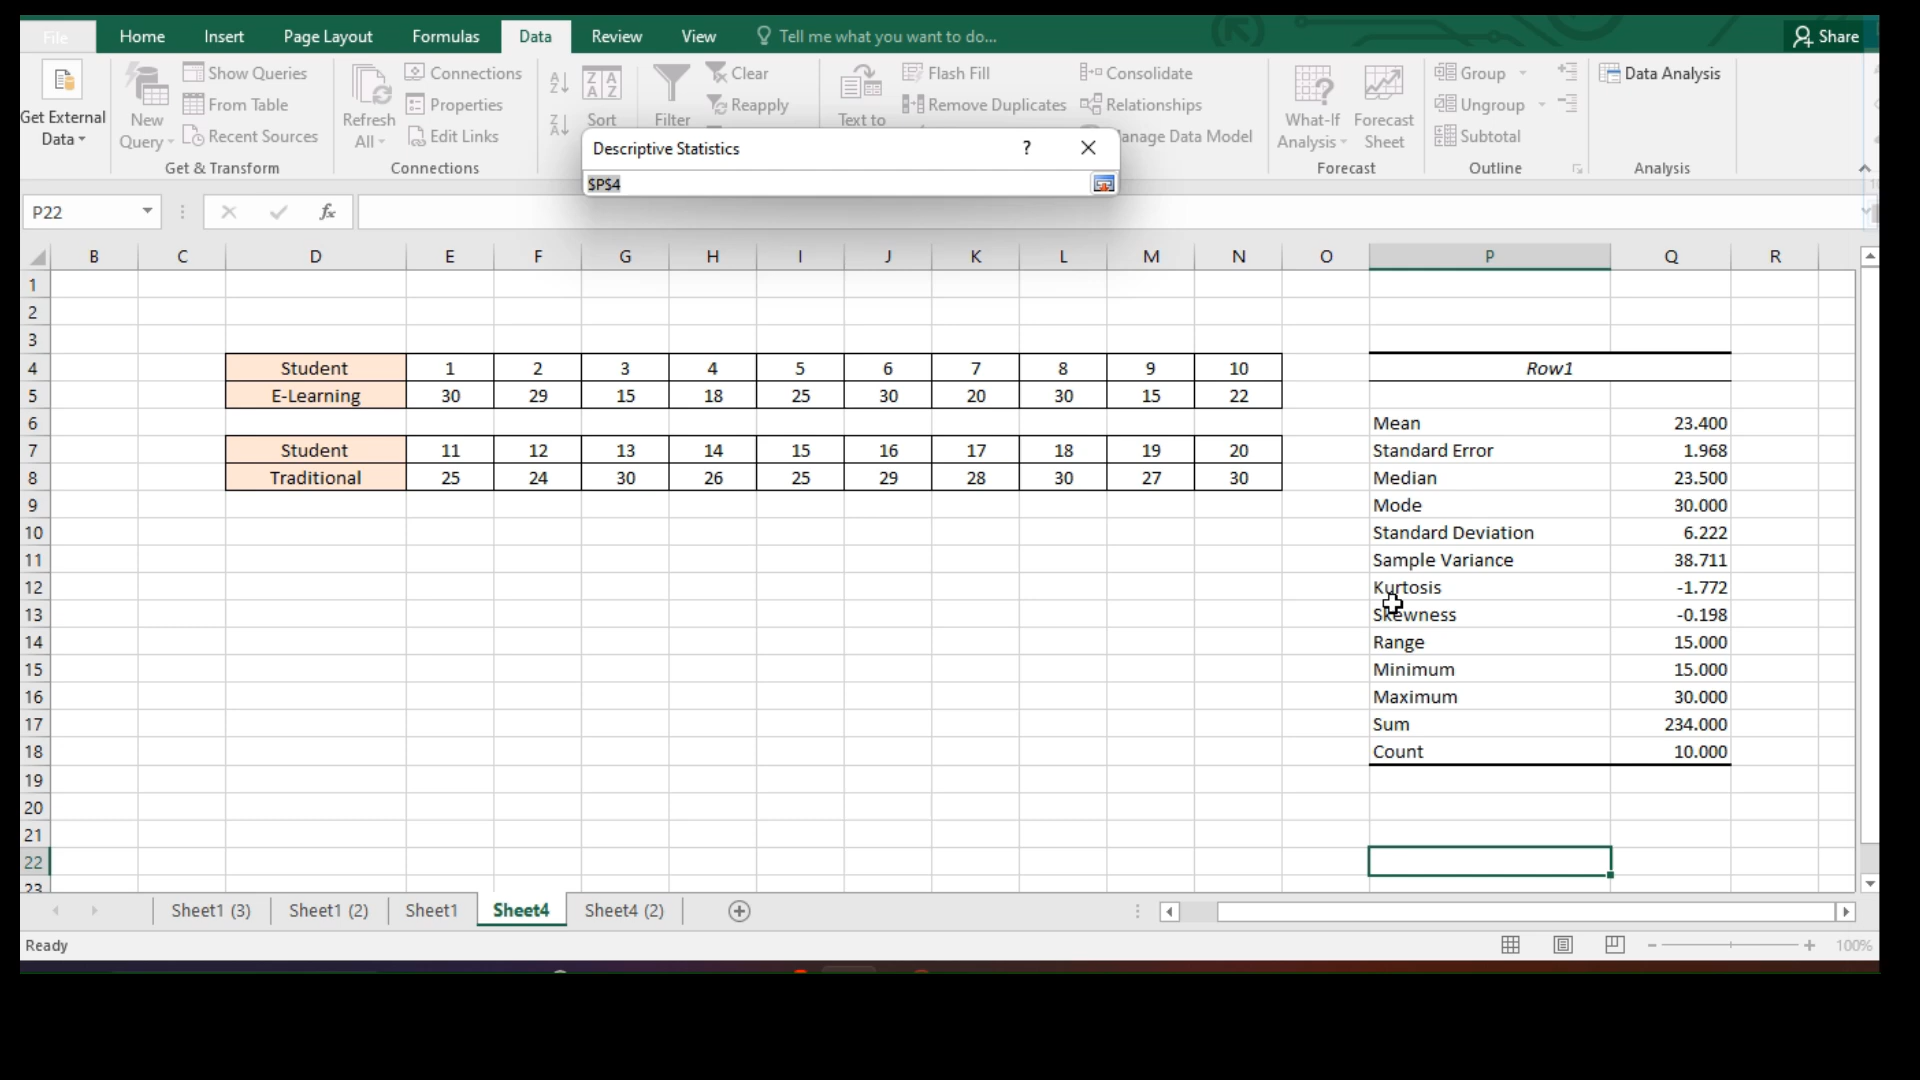 File Home Insert Page Layout Formulas Data Review View Tell me what you want to do... Share
Get External Data
New Query
Show Queries
From Table
Recent Sources
Get & Transform
Refresh All
Connections
Properties
Edit Links
Connections
Sort
Filter
Clear
Reapply
Text to
Flash Fill
Remove Duplicates
Consolidate
Relationships
anage Data Model
What-If Analysis
Forecast Sheet
Forecast
Group
Ungroup
Subtotal
Outline
Data Analysis
Analysis
Descriptive Statistics ? 
$P$4
P22 fx
B C D E F G H I J K L M N O P Q R
1
2
3
4 Student 1 2 3 4 5 6 7 8 9 10 Row1
5 E-Learning 30 29 15 18 25 30 20 30 15 22
6 Mean 23.400
7 Student 11 12 13 14 15 16 17 18 19 20 Standard Error 1.968
8 Traditional 25 24 30 26 25 29 28 30 27 30 Median 23.500
9 Mode 30.000
10 Standard Deviation 6.222
11 Sample Variance 38.711
12 Kurtosis -1.772
13 Skewness -0.198
14 Range 15.000
15 Minimum 15.000
16 Maximum 30.000
17 Sum 234.000
18 Count 10.000
19
20
21
22
23
Sheet1 (3) Sheet1 (2) Sheet1 Sheet4 Sheet4 (2)
Ready 100%